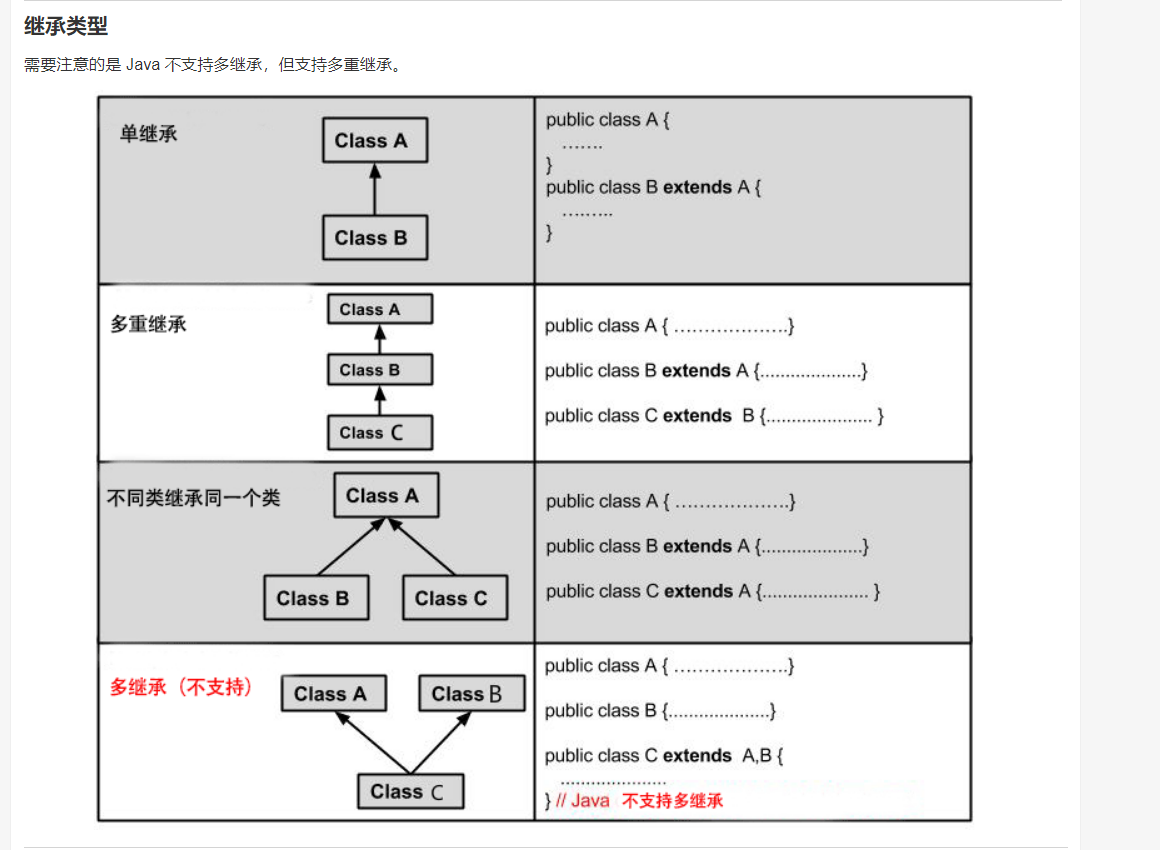 继承类型
需要注意的是 Java 不支持多继承，但支持多重继承。
单继承
Class A
Class B
public class A {
…….
}
public class B extends A {
………
}
多重继承
Class A
Class B
Class C
public class A { ……………….}
public class B extends A {....................}
public class C extends  B {..................... }
不同类继承同一个类
Class A
Class B
Class C
public class A { ……………….}
public class B extends A {....................}
public class C extends A {..................... }
多继承（不支持）
Class A
Class B
Class C
public class A { ……………….}
public class B {....................}
public class C extends  A,B {
.....................
} // Java 不支持多继承